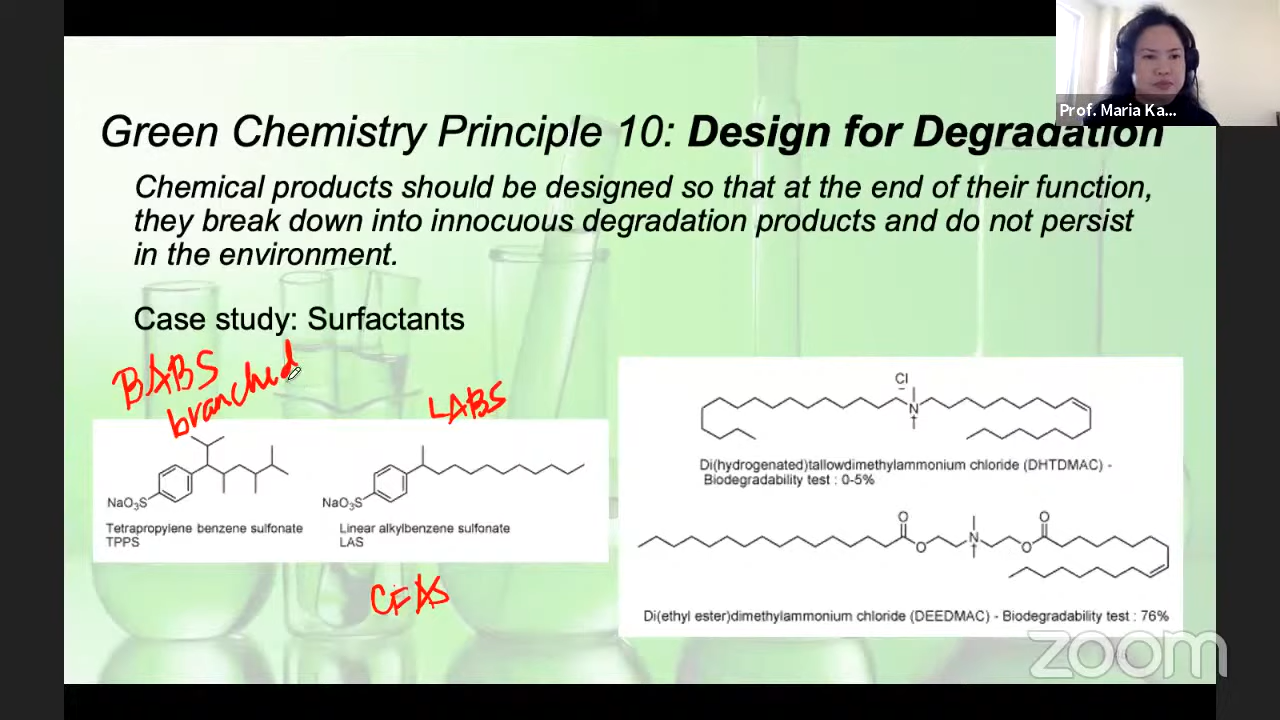 Prof. Maria Ka...
Green Chemistry Principle 10: Design for Degradation
Chemical products should be designed so that at the end of their function,
they break down into innocuous degradation products and do not persist
in the environment.
Case study: Surfactants
BABS
branched
LABS
NaO₃S
Tetrapropylene benzene sulfonate
TPPS
NaO₃S
Linear alkylbenzene sulfonate
LAS
CFAS
Cl
−
N
+
Di(hydrogenated)tallowdimethylammonium chloride (DHTDMAC) -
Biodegradability test : 0-5%
O
O
N
+
O
O
Di(ethyl ester)dimethylammonium chloride (DEEDMAC) - Biodegradability test : 76%
zoom